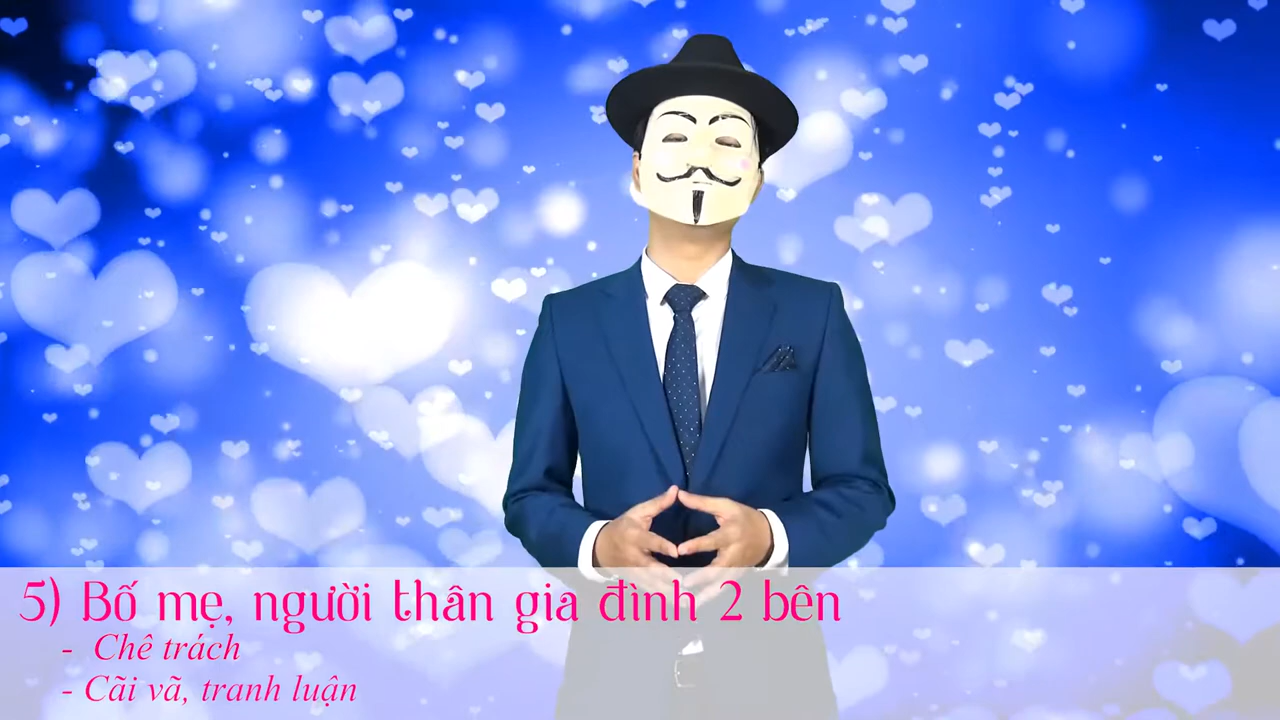 5) Bố mẹ, người thân gia đình 2 bên
- Chê trách
- Cãi vã, tranh luận